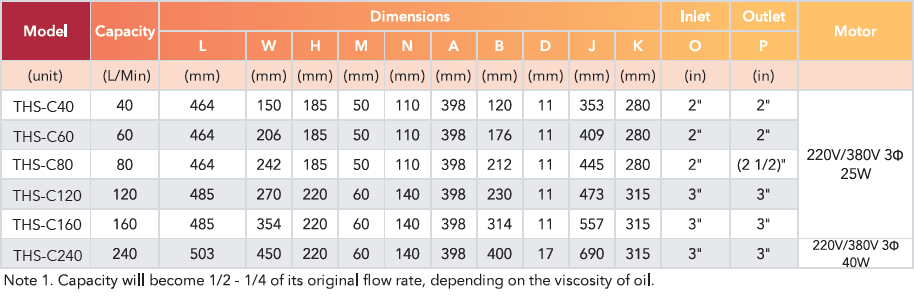 Model Capacity Dimensions Inlet Outlet Motor
L W H M N A B D J K O P
(unit) (L/Min) (mm) (mm) (mm) (mm) (mm) (mm) (mm) (mm) (mm) (mm) (in) (in)
THS-C40 40 464 150 185 50 110 398 120 11 353 280 2" 2"
THS-C60 60 464 206 185 50 110 398 176 11 409 280 2" 2"
THS-C80 80 464 242 185 50 110 398 212 11 445 280 2" (2 1/2)"
220V/380V 3Φ
25W
THS-C120 120 485 270 220 60 140 398 230 11 473 315 3" 3"
THS-C160 160 485 354 220 60 140 398 314 11 557 315 3" 3"
THS-C240 240 503 450 220 60 140 398 400 17 690 315 3" 3"
220V/380V 3Φ
40W
Note 1. Capacity will become 1/2 - 1/4 of its original flow rate, depending on the viscosity of oil.